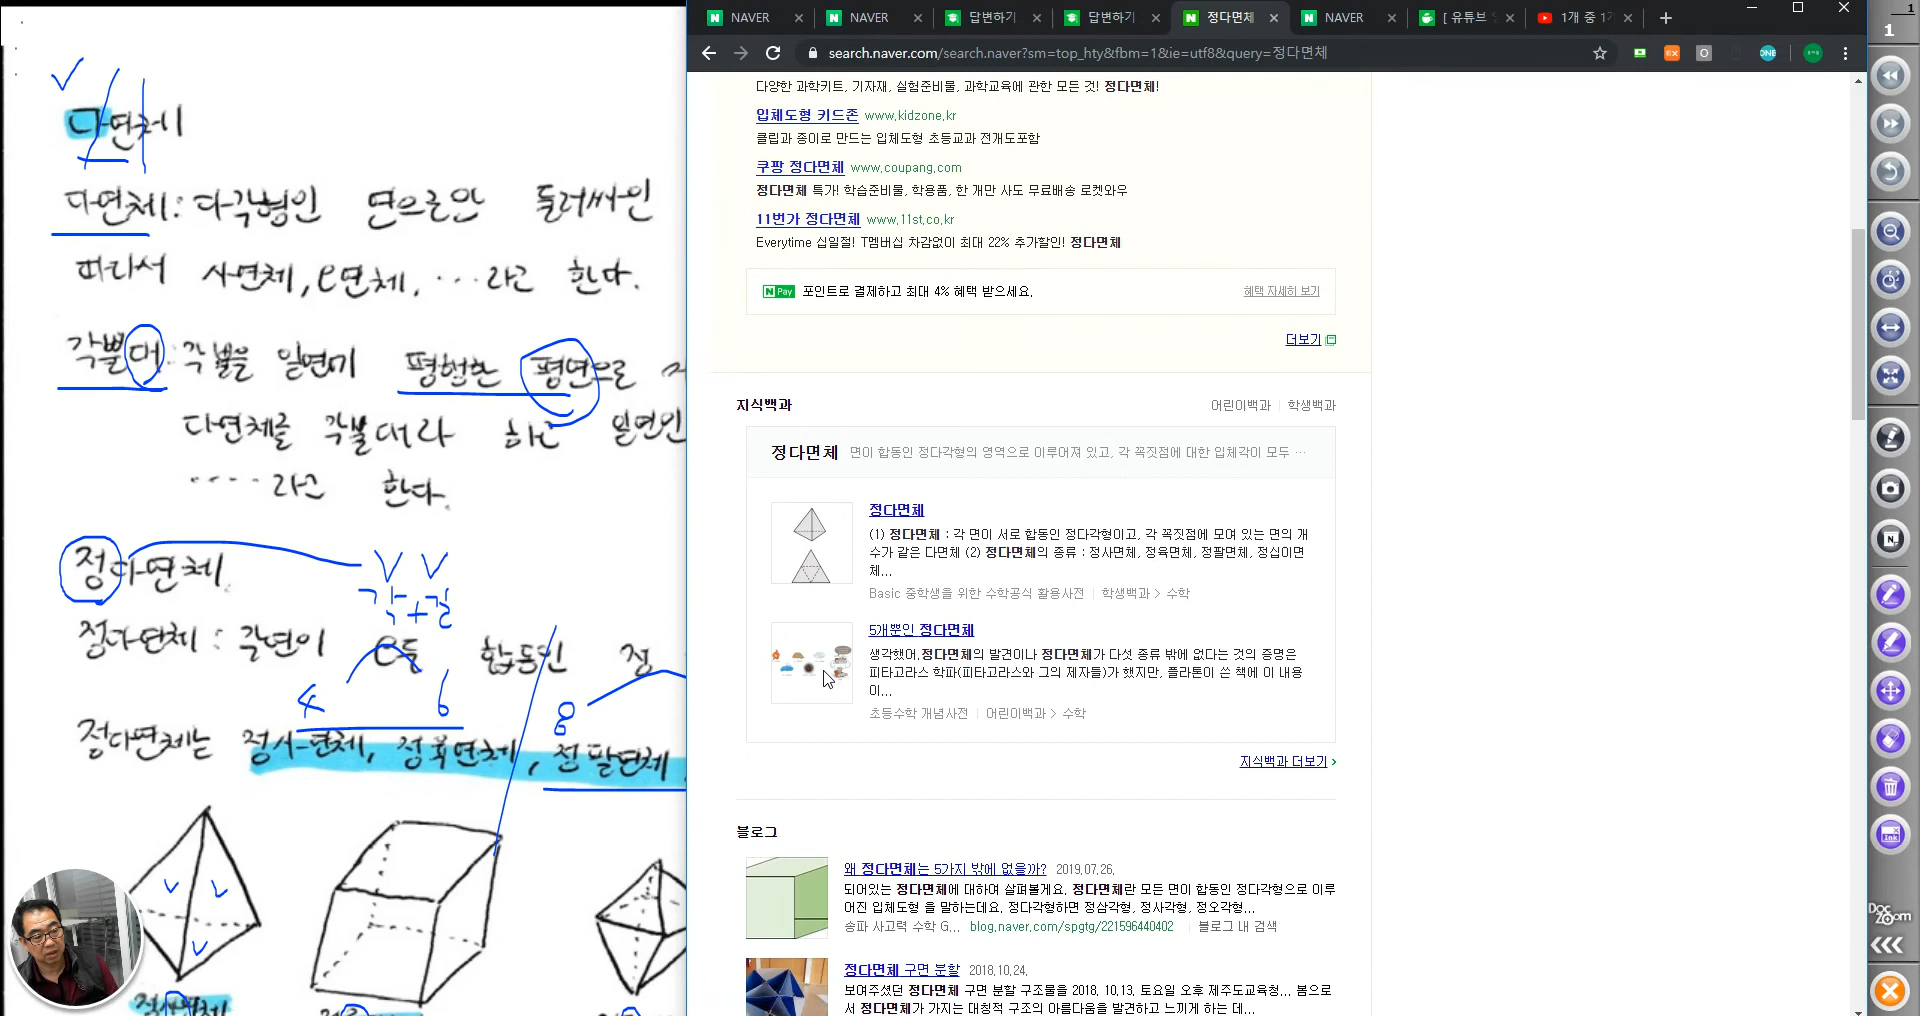 다면체
다면체 : 다각형인 면으로만 둘러싸인
따라서 사면체, 오면체, ···라고 한다.
각뿔대 : 각뿔을 밑면에 평행한 평면으로
다면체를 각뿔대라 하고 밑면인
·····라고 한다.
정다면체
각 + 길
정다면체 : 각면이 모두 합동인 정
4 6 8
정다면체는 정사면체, 정육면체, 정팔면체
정사면체
NAVER
NAVER
답변하기
답변하기
정다면체
NAVER
[ 유튜브
1개 중 1
search.naver.com/search.naver?sm=top_hty&fbm=1&ie=utf8&query=정다면체
다양한 과학키트, 기자재, 실험준비물, 과학교육에 관한 모든 것! 정다면체!
입체도형 키드존 www.kidzone.kr
클립과 종이로 만드는 입체도형 초등교과 전개도포함
쿠팡 정다면체 www.coupang.com
정다면체 특가! 학습준비물, 학용품, 한 개만 사도 무료배송 로켓와우
11번가 정다면체 www.11st.co.kr
Everytime 십일절! T멤버십 차감없이 최대 22% 추가할인! 정다면체
N Pay 포인트로 결제하고 최대 4% 혜택 받으세요. 혜택 자세히 보기
더보기
지식백과 어린이백과 학생백과
정다면체 면이 합동인 정다각형의 영역으로 이루어져 있고, 각 꼭짓점에 대한 입체각이 모두 ···
정다면체
(1) 정다면체 : 각 면이 서로 합동인 정다각형이고, 각 꼭짓점에 모여 있는 면의 개
수가 같은 다면체 (2) 정다면체의 종류 : 정사면체, 정육면체, 정팔면체, 정십이면
체...
Basic 중학생을 위한 수학공식 활용사전 | 학생백과 > 수학
5개뿐인 정다면체
생각했어.정다면체의 발견이나 정다면체가 다섯 종류 밖에 없다는 것의 증명은
피타고라스 학파(피타고라스와 그의 제자들)가 했지만, 플라톤이 쓴 책에 이 내용
이...
초등수학 개념사전 | 어린이백과 > 수학
지식백과 더보기 >
블로그
왜 정다면체는 5가지 밖에 없을까? 2019.07.26.
되어있는 정다면체에 대하여 살펴볼게요. 정다면체란 모든 면이 합동인 정다각형으로 이루
어진 입체도형 을 말하는데요. 정다각형하면 정삼각형, 정사각형, 정오각형...
송파 사고력 수학 G... blog.naver.com/spgtg/221596440402 | 블로그 내 검색
정다면체 구면 분할 2018.10.24.
보여주셨던 정다면체 구면 분할 구조물을 2018. 10.13. 토요일 오후 제주도교육청... 봄으로
서 정다면체가 가지는 대칭적 구조의 아름다움을 발견하고 느끼게 하는 데...
1
1
Ink
DocZoom